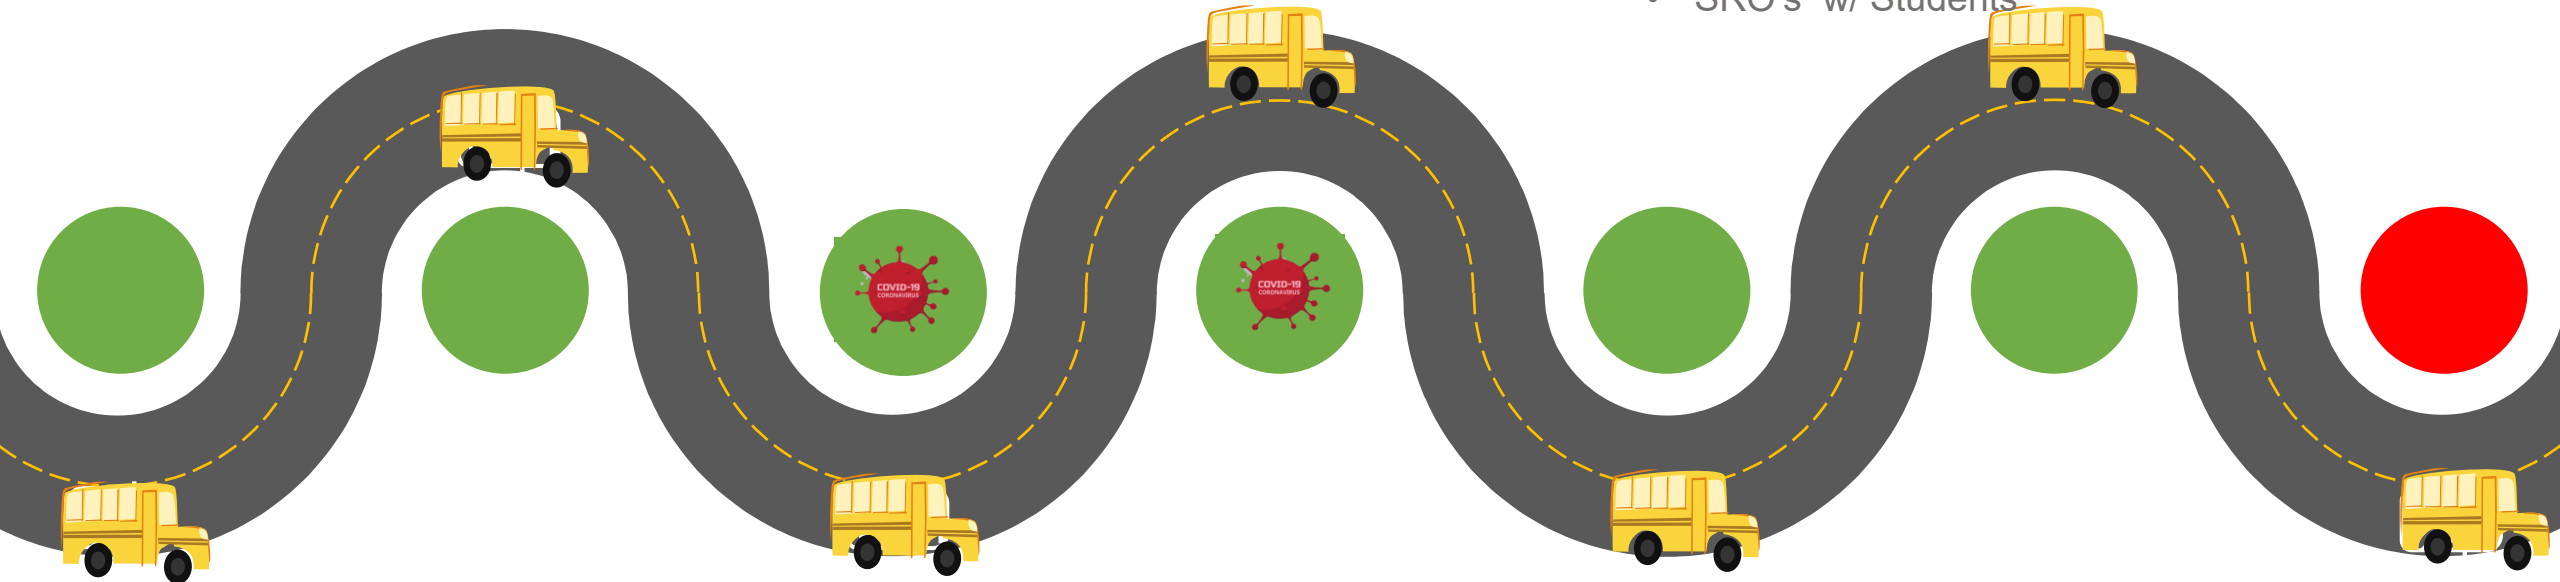 • SRO's w/ Students
COVID-19
CORONAVIRUS
COVID-19
CORONAVIRUS